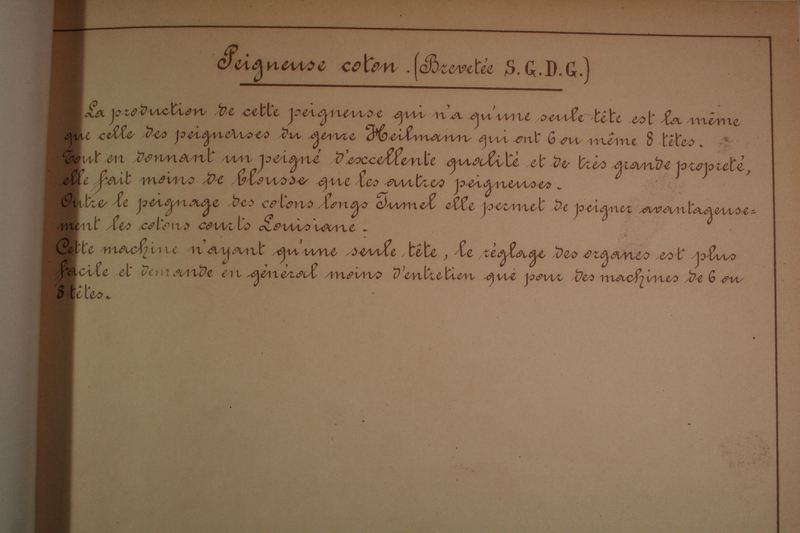 Peigneuse coton. (Brevetée S.G.D.G.)
La production de cette peigneuse qui n'a qu'une seule tête est la même
que celle des peigneuses du genre Heilmann qui ont 6 ou même 8 têtes.
Tout en donnant un peigné d'excellente qualité et de très grande propreté,
elle fait moins de blousse que les autres peigneuses.
Outre le peignage des cotons longs Jumel elle permet de peigner avantageuse=
ment les cotons courts Louisiane.
Cette machine n'ayant qu'une seule tête, le réglage des organes est plus
facile et demande en général moins d'entretien que pour des machines de 6 ou
8 têtes.